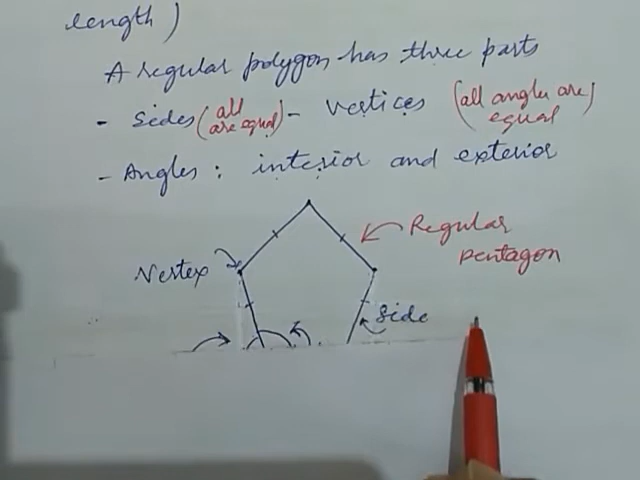 length)
A regular polygon has three parts
- Sides (all are equal) - Vertices (all angles are equal)
- Angles : interior and exterior
Regular
pentagon
Vertex
Side